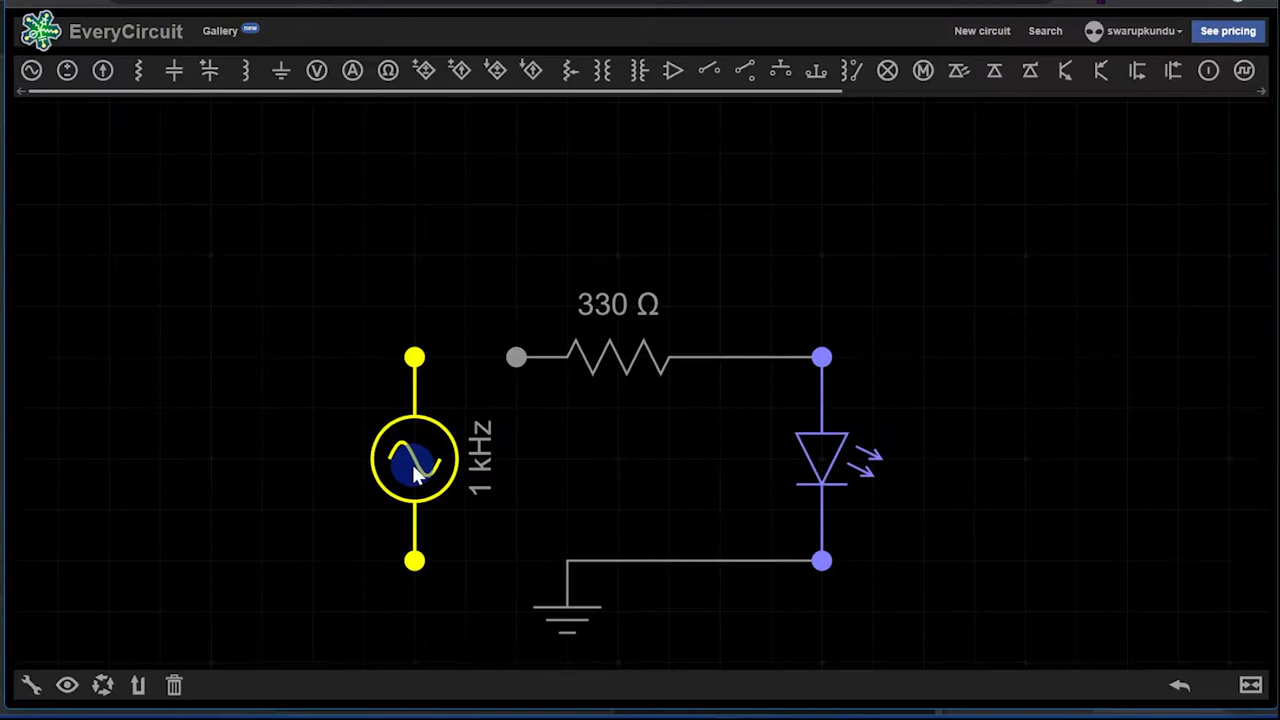 EveryCircuit
Gallery new
New circuit
Search
swarupkundu
See pricing
330 Ω
1 kHz